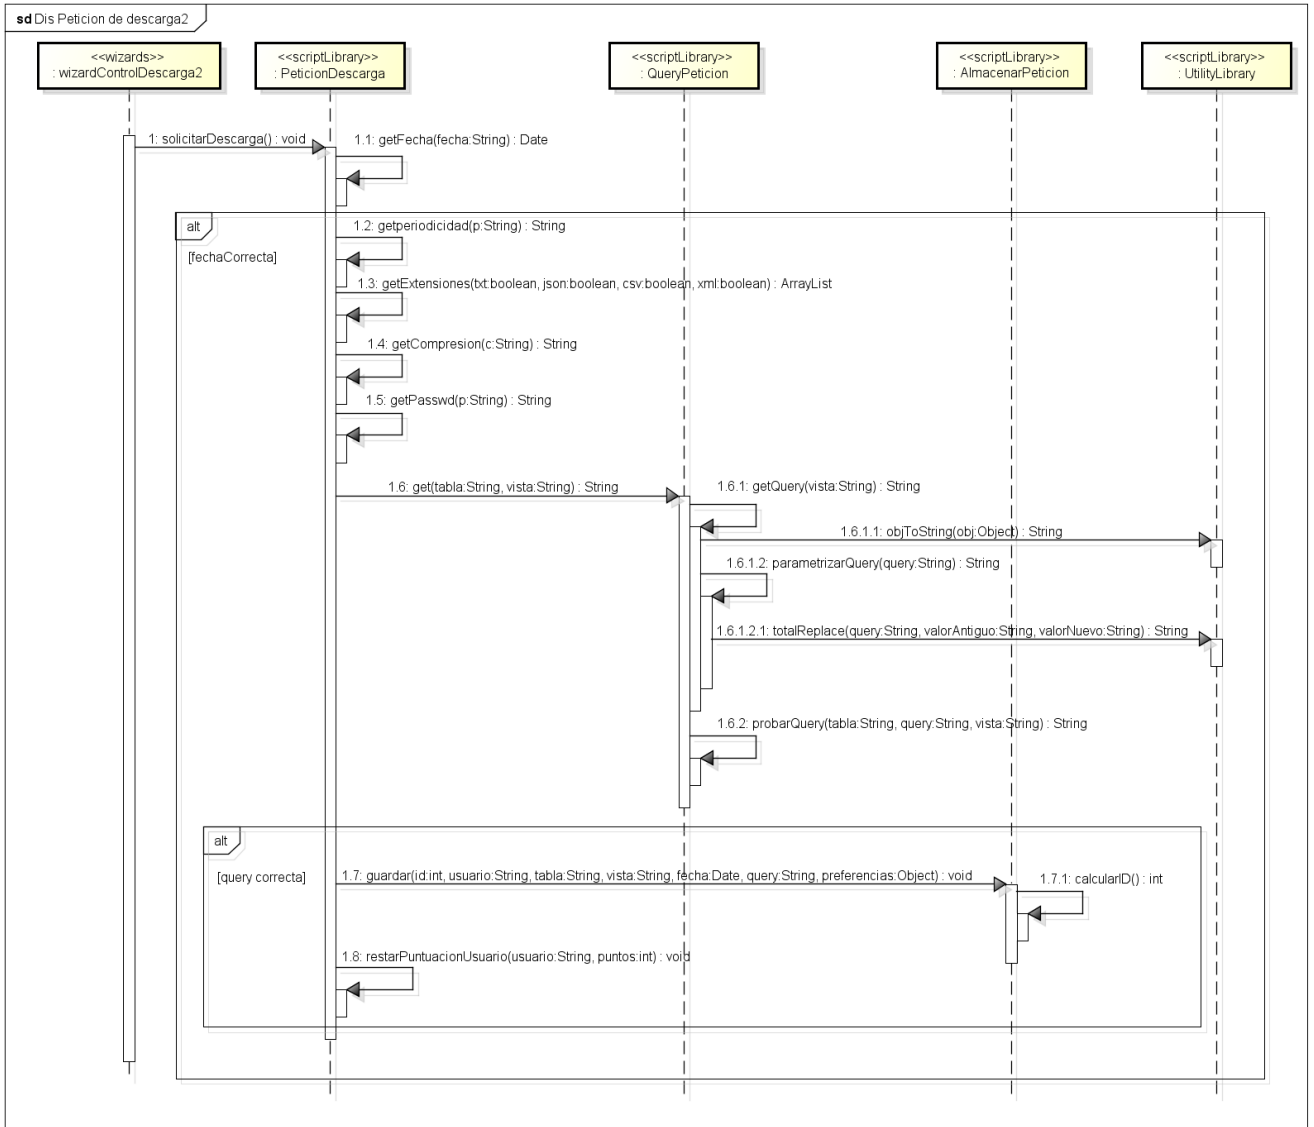 sd Dis Peticion de descarga2
<<wizards>>
: wizardControlDescarga2
<<scriptLibrary>>
: PeticionDescarga
<<scriptLibrary>>
: QueryPeticion
<<scriptLibrary>>
: AlmacenarPeticion
<<scriptLibrary>>
: UtilityLibrary
1: solicitarDescarga() : void
1.1: getFecha(fecha:String) : Date
alt
[fechaCorrecta]
1.2: getperiodicidad(p:String) : String
1.3: getExtensiones(txt:boolean, json:boolean, csv:boolean, xml:boolean) : ArrayList
1.4: getCompresion(c:String) : String
1.5: getPasswd(p:String) : String
1.6: get(tabla:String, vista:String) : String
1.6.1: getQuery(vista:String) : String
1.6.1.1: objToString(obj:Object) : String
1.6.1.2: parametrizarQuery(query:String) : String
1.6.1.2.1: totalReplace(query:String, valorAntiguo:String, valorNuevo:String) : String
1.6.2: probarQuery(tabla:String, query:String, vista:String) : String
alt
[query correcta]
1.7: guardar(id:int, usuario:String, tabla:String, vista:String, fecha:Date, query:String, preferencias:Object) : void
1.7.1: calcularID() : int
1.8: restarPuntuacionUsuario(usuario:String, puntos:int) : void